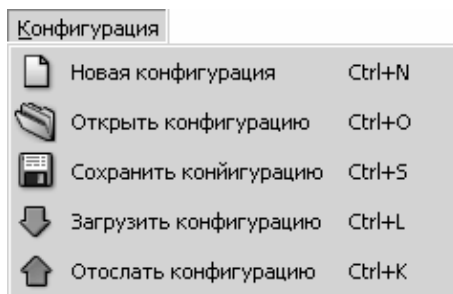 Конфигурация
Новая конфигурация Ctrl+N
Открыть конфигурацию Ctrl+O
Сохранить конйигурацию Ctrl+S
Загрузить конфигурацию Ctrl+L
Отослать конфигурацию Ctrl+K